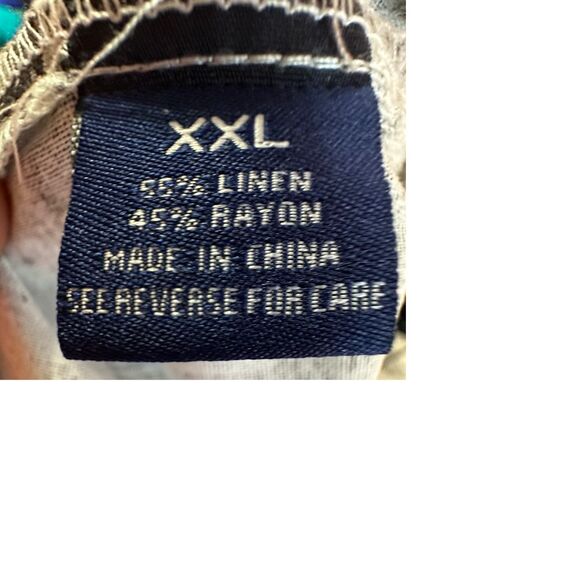 XXL
55% LINEN
45% RAYON
MADE IN CHINA
SEE REVERSE FOR CARE